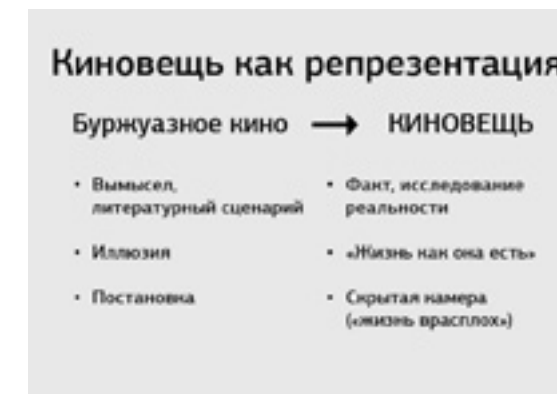 Киновещь как репрезентация
Буржуазное кино → КИНОВЕЩЬ
• Вымысел,
литературный сценарий
• Иллюзия
• Постановка
• Факт, исследование
реальности
• «Жизнь как она есть»
• Скрытая камера
(«жизнь врасплох»)